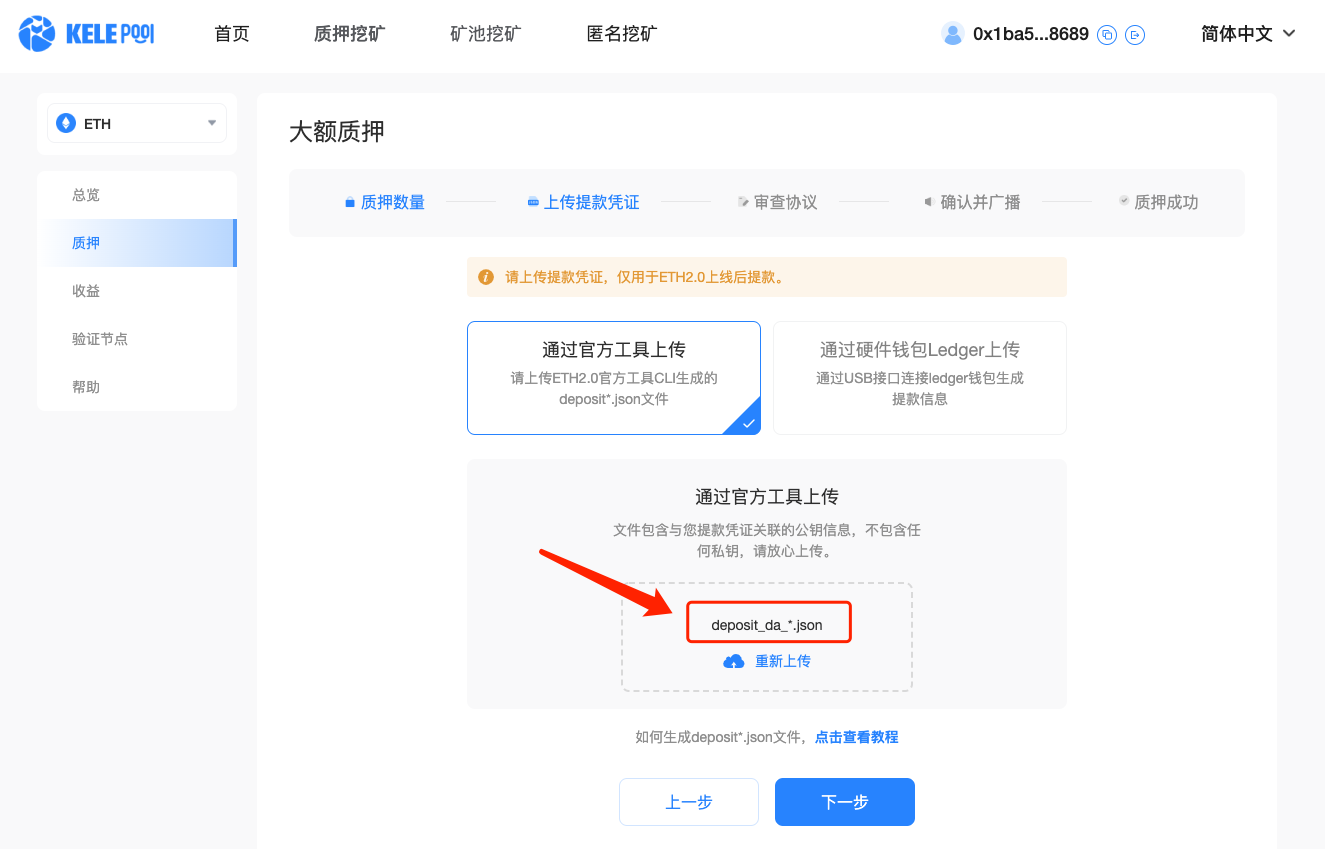 KELE POOL
首页
质押挖矿
矿池挖矿
匿名挖矿
0x1ba5...8689
简体中文
ETH
总览
质押
收益
验证节点
帮助
大额质押
质押数量
上传提款凭证
审查协议
确认并广播
质押成功
请上传提款凭证，仅用于ETH2.0上线后提款。
通过官方工具上传
请上传ETH2.0官方工具CLI生成的
deposit*.json文件
通过硬件钱包Ledger上传
通过USB接口连接ledger钱包生成
提款信息
通过官方工具上传
文件包含与您提款凭证关联的公钥信息，不包含任
何私钥，请放心上传。
deposit_da_*.json
重新上传
如何生成deposit*.json文件，点击查看教程
上一步
下一步